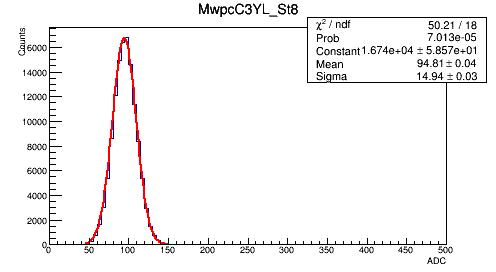 MwpcC3YL_St8
χ² / ndf 50.21 / 18
Prob 7.013e-05
Constant 1.674e+04 ± 5.857e+01
Mean 94.81 ± 0.04
Sigma 14.94 ± 0.03
Counts
16000
14000
12000
10000
8000
6000
4000
2000
0
0 50 100 150 200 250 300 350 400 450 500
ADC